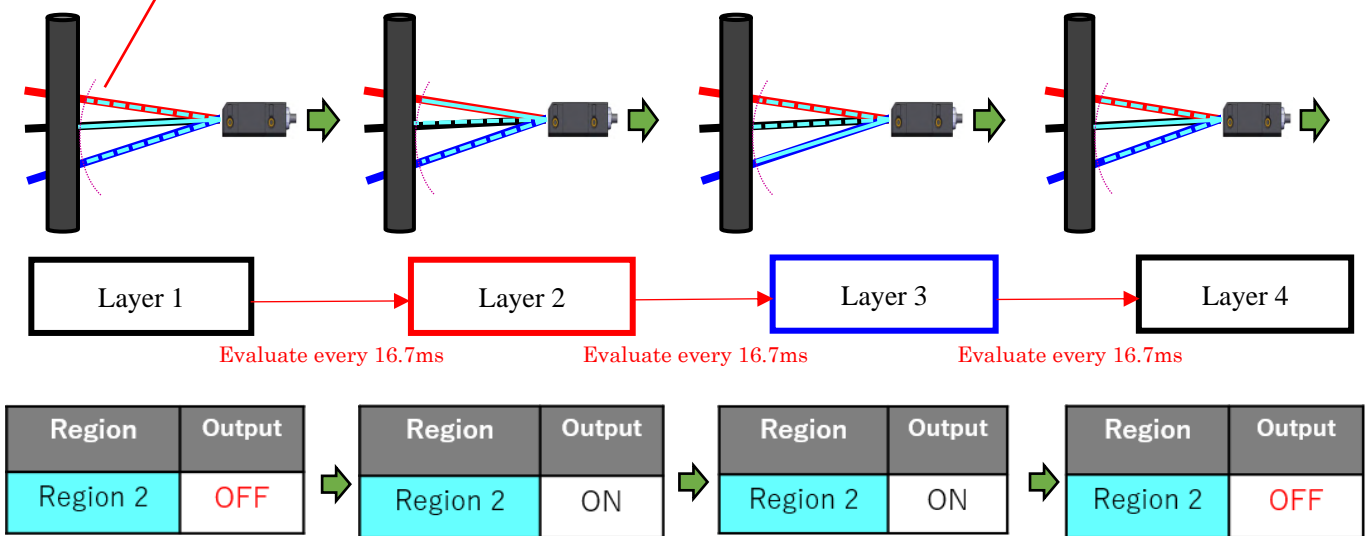 Layer 1
Layer 2
Layer 3
Layer 4
Evaluate every 16.7ms
Evaluate every 16.7ms
Evaluate every 16.7ms
Region Output
Region 2 OFF
Region Output
Region 2 ON
Region Output
Region 2 ON
Region Output
Region 2 OFF